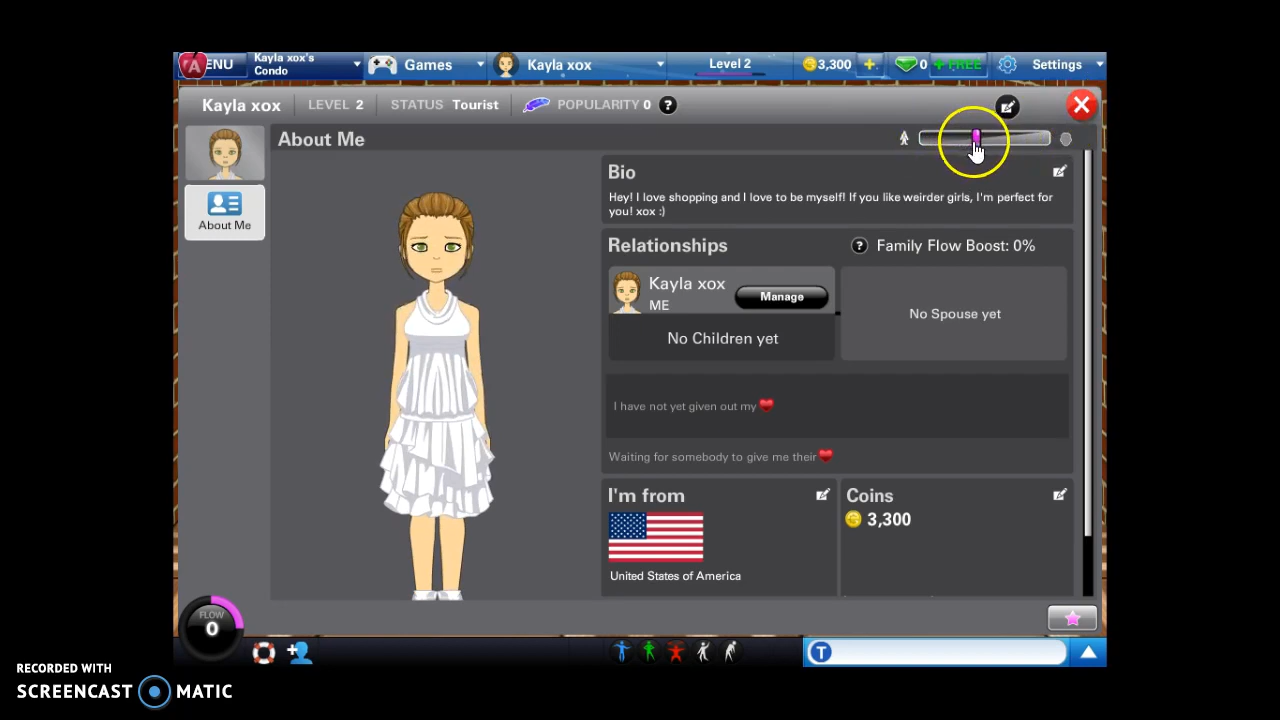 ENU
Kayla xox's
Condo
Games
Kayla xox
Level 2
3,300
+
0
+ FREE
Settings
Kayla xox
LEVEL 2
STATUS Tourist
POPULARITY 0 ?
About Me
About Me
Bio
Hey! I love shopping and I love to be myself! If you like weirder girls, I'm perfect for
you! xox :)
Relationships
? Family Flow Boost: 0%
Kayla xox
ME
Manage
No Children yet
No Spouse yet
I have not yet given out my
Waiting for somebody to give me their
I'm from
United States of America
Coins
3,300
FLOW
0
T
RECORDED WITH
SCREENCAST MATIC